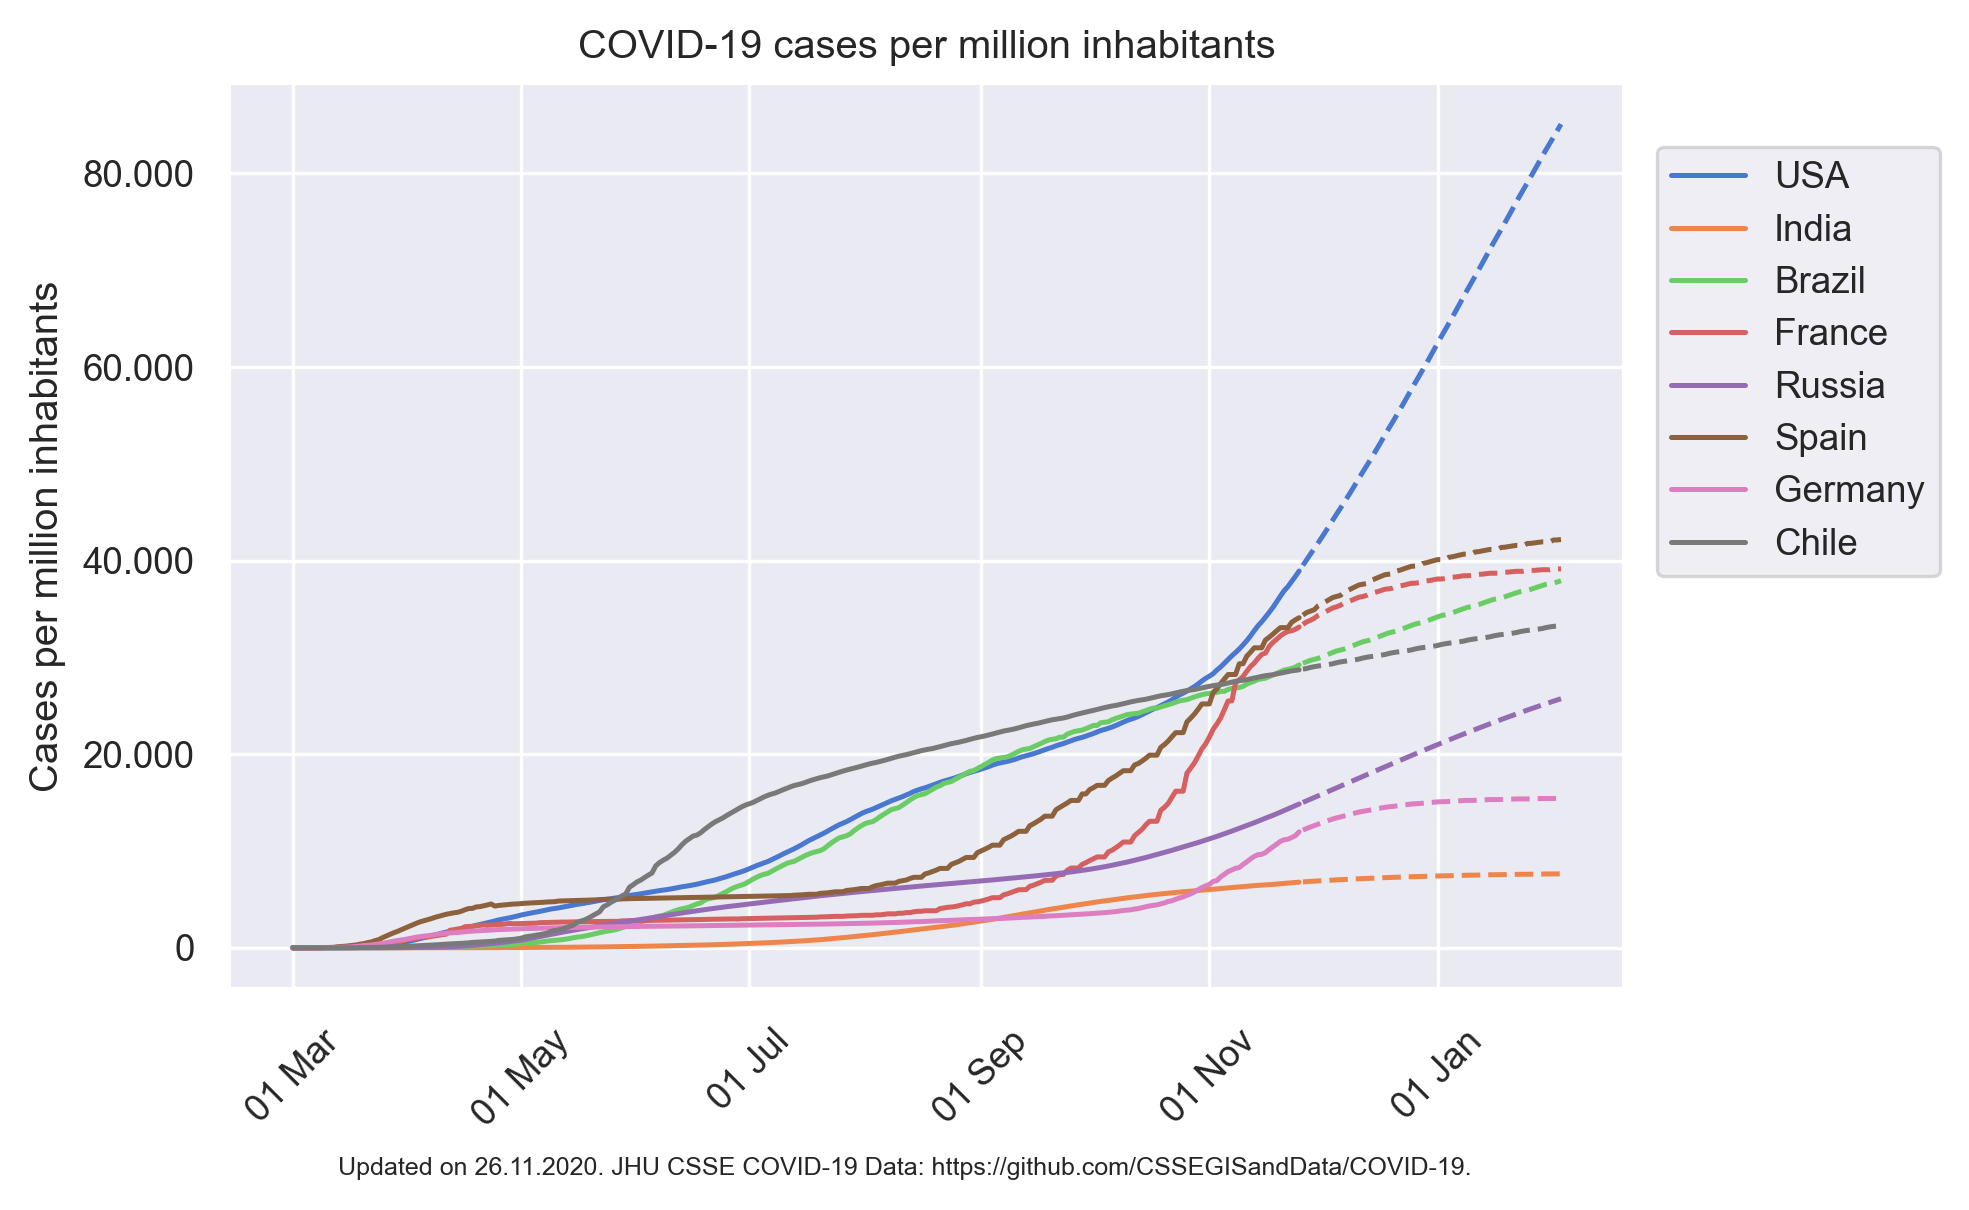 COVID-19 cases per million inhabitants
Cases per million inhabitants
80.000
60.000
40.000
20.000
0
01 Mar
01 May
01 Jul
01 Sep
01 Nov
01 Jan
USA
India
Brazil
France
Russia
Spain
Germany
Chile
Updated on 26.11.2020. JHU CSSE COVID-19 Data: https://github.com/CSSEGISandData/COVID-19.